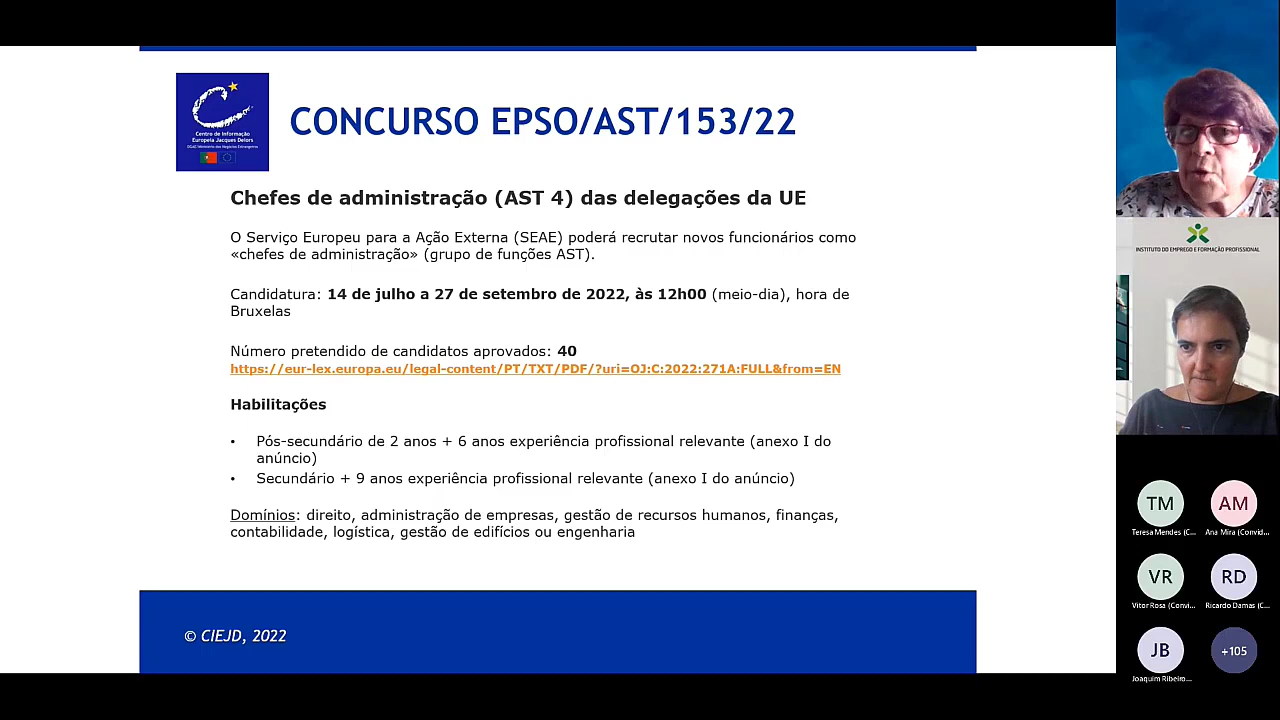 Centro de Informação
Europeia Jacques Delors
DGAE/Ministério dos Negócios Estrangeiros
CONCURSO EPSO/AST/153/22
Chefes de administração (AST 4) das delegações da UE
O Serviço Europeu para a Ação Externa (SEAE) poderá recrutar novos funcionários como
«chefes de administração» (grupo de funções AST).
Candidatura: 14 de julho a 27 de setembro de 2022, às 12h00 (meio-dia), hora de
Bruxelas
Número pretendido de candidatos aprovados: 40
https://eur-lex.europa.eu/legal-content/PT/TXT/PDF/?uri=OJ:C:2022:271A:FULL&from=EN
Habilitações
• Pós-secundário de 2 anos + 6 anos experiência profissional relevante (anexo I do
anúncio)
• Secundário + 9 anos experiência profissional relevante (anexo I do anúncio)
Domínios: direito, administração de empresas, gestão de recursos humanos, finanças,
contabilidade, logística, gestão de edifícios ou engenharia
© CIEJD, 2022
INSTITUTO DO EMPREGO E FORMAÇÃO PROFISSIONAL
TM AM
Teresa Mendes (C... Ana Mira (Convid...
VR RD
Vitor Rosa (Convi... Ricardo Damas (C...
JB +105
Joaquim Ribeiro...